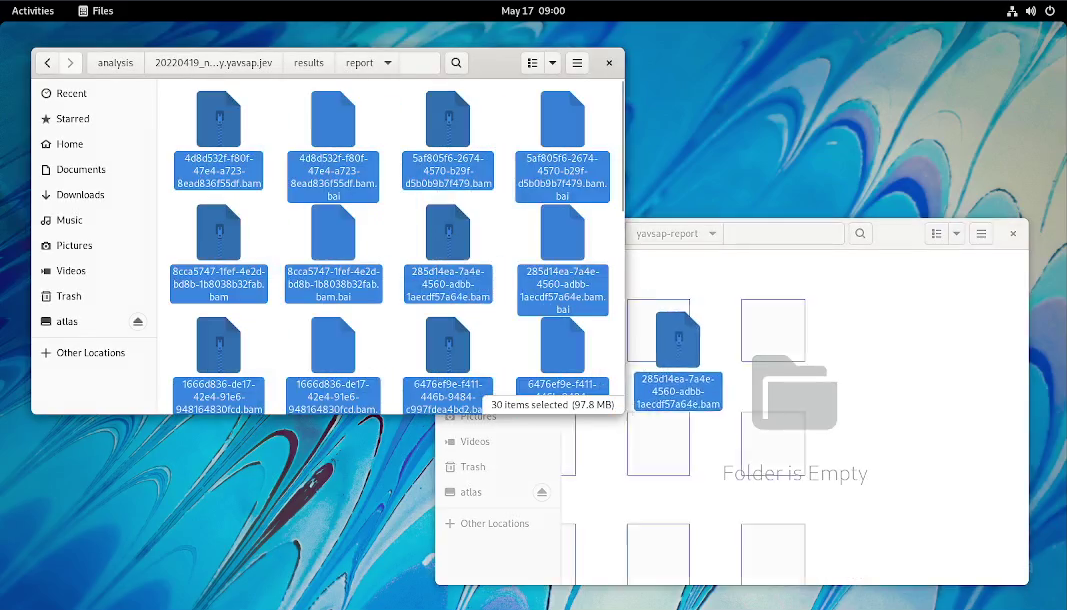 Activities
Files
May 17 09:00
analysis
20220419_n...y.yavsap.jev
results
report
Recent
Starred
Home
Documents
Downloads
Music
Pictures
Videos
Trash
atlas
Other Locations
4d8d532f-f80f-
47e4-a723-
8ead836f55df.bam
4d8d532f-f80f-
47e4-a723-
8ead836f55df.bam.
bai
5af805f6-2674-
4570-b29f-
d5b0b9b7f479.bam
5af805f6-2674-
4570-b29f-
d5b0b9b7f479.bam.
bai
8cca5747-1fef-4e2d-
bd8b-1b8038b32fab.
bam
8cca5747-1fef-4e2d-
bd8b-1b8038b32fab.
bam.bai
285d14ea-7a4e-
4560-adbb-
1aecdf57a64e.bam
285d14ea-7a4e-
4560-adbb-
1aecdf57a64e.bam.
bai
1666d836-de17-
42e4-91e6-
948164830fcd.bam
1666d836-de17-
42e4-91e6-
948164830fcd.bam.
6476ef9e-f411-
446b-9484-
c997fdea4bd2.ba
6476ef9e-f411-
30 items selected (97.8 MB)
yavsap-report
285d14ea-7a4e-
4560-adbb-
1aecdf57a64e.bam
Folder is Empty
Pictures
Videos
Trash
atlas
Other Locations